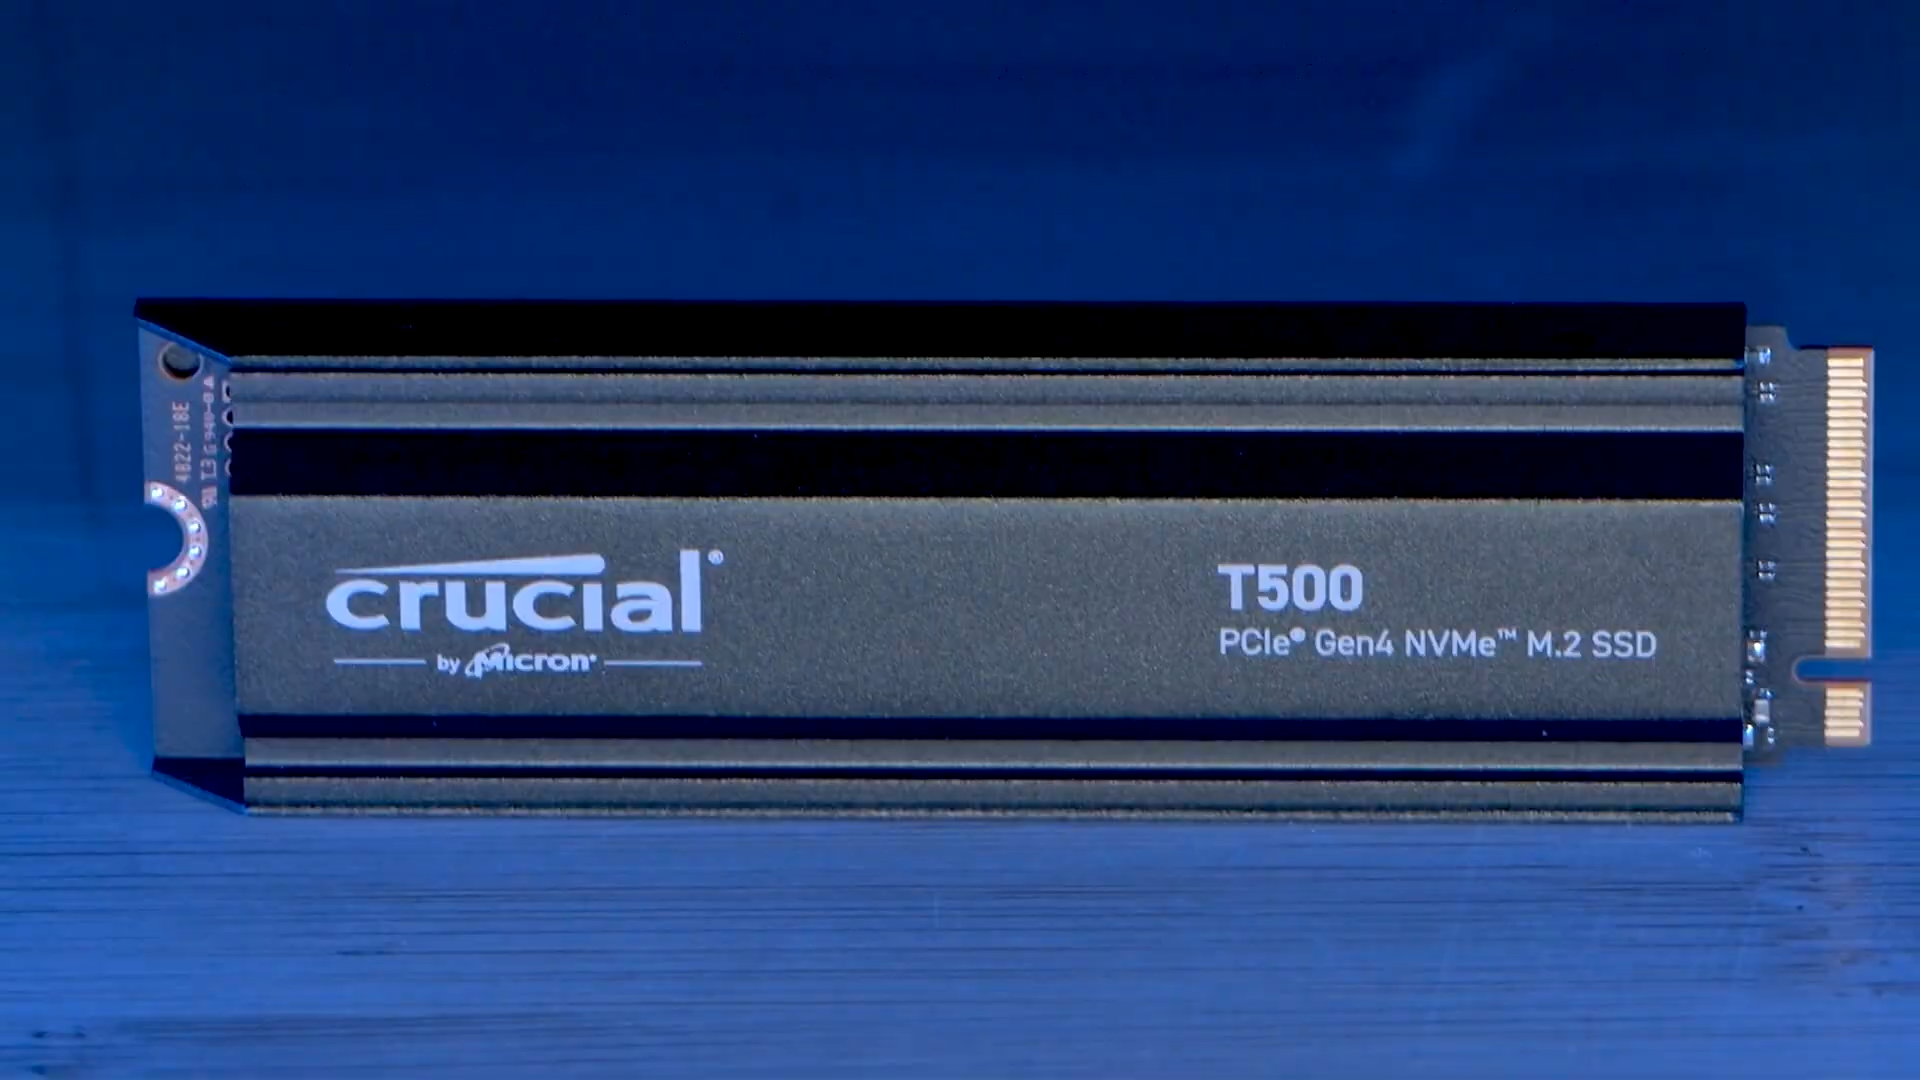 crucial®
by Micron®
T500
PCIe® Gen4 NVMe™ M.2 SSD
4822-18E